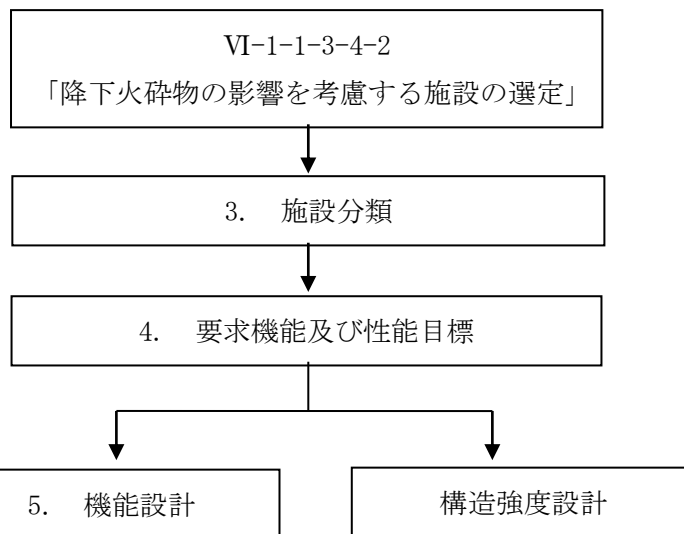 Ⅵ-1-1-3-4-2
「降下火砕物の影響を考慮する施設の選定」
3. 施設分類
4. 要求機能及び性能目標
5. 機能設計
構造強度設計